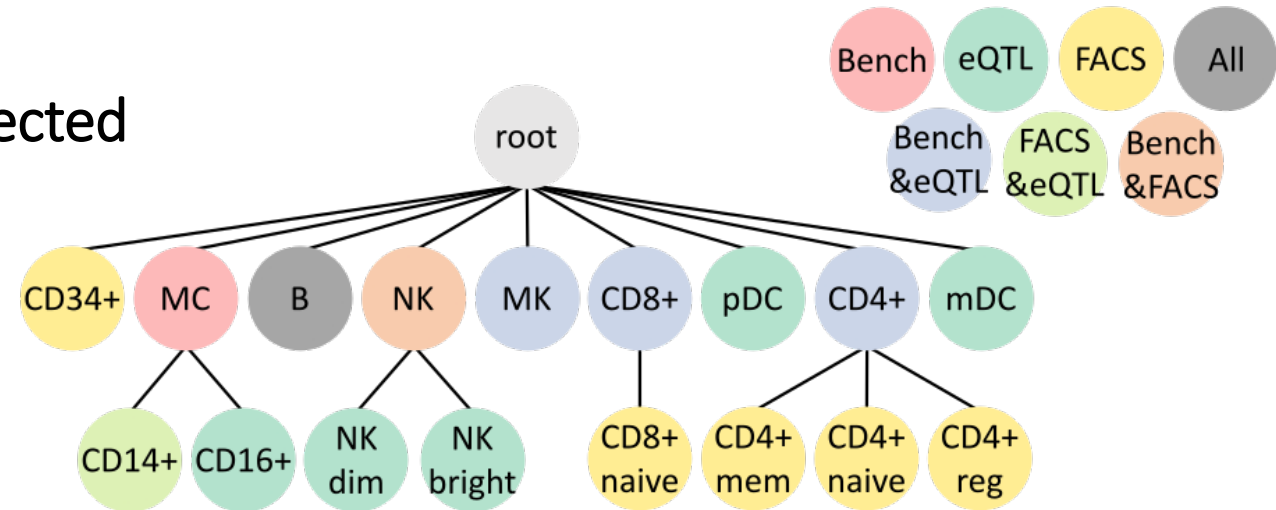 ected
Bench eQTL FACS All
Bench
&eQTL
FACS
&eQTL
Bench
&FACS
root
CD34+ MC B NK MK CD8+ pDC CD4+ mDC
CD14+ CD16+
NK
dim
NK
bright
CD8+
naive
CD4+
mem
CD4+
naive
CD4+
reg